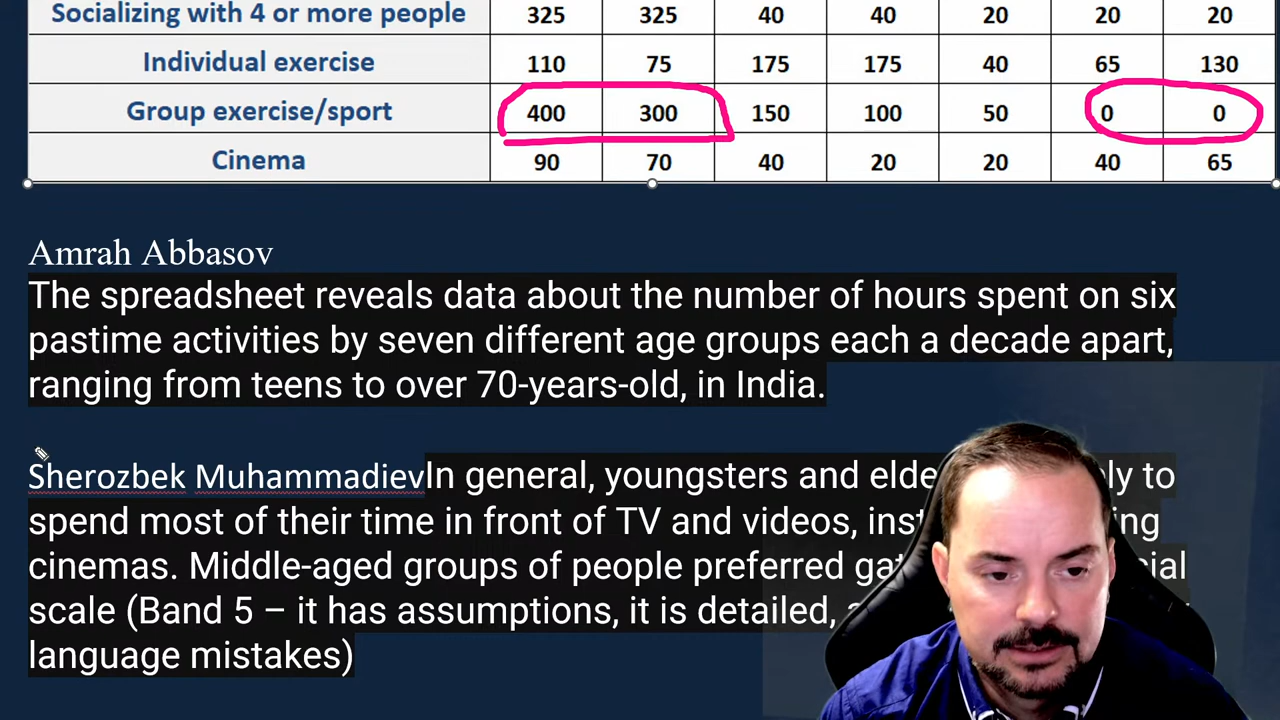 Socializing with 4 or more people 325 325 40 40 20 20 20
Individual exercise 110 75 175 175 40 65 130
Group exercise/sport 400 300 150 100 50 0 0
Cinema 90 70 40 20 20 40 65
Amrah Abbasov
The spreadsheet reveals data about the number of hours spent on six
pastime activities by seven different age groups each a decade apart,
ranging from teens to over 70-years-old, in India.
Sherozbek MuhammadievIn general, youngsters and to
spend most of their time in front of TV and videos,
cinemas. Middle-aged groups of people preferred
scale (Band 5 – it has assumptions, it is detailed,
language mistakes)